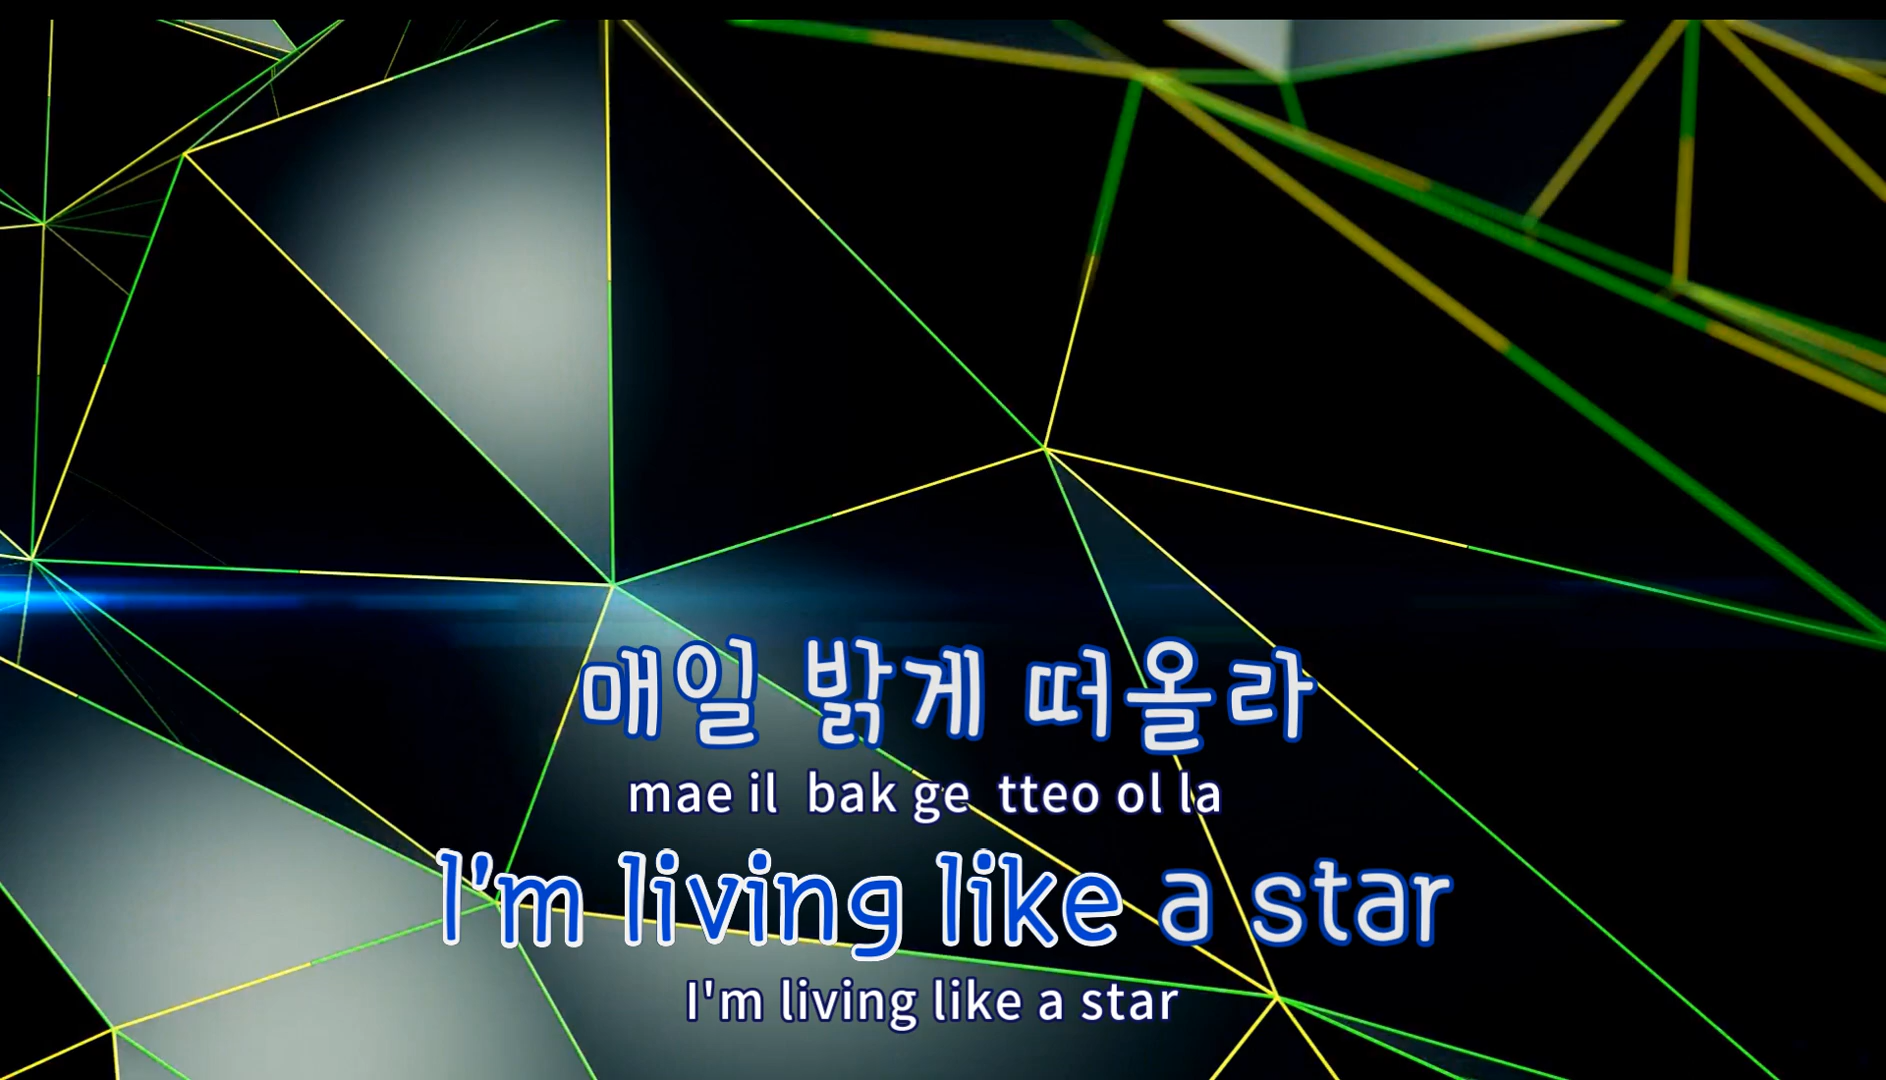 매일 밝게 떠올라
mae il bak ge tteo ol la
I'm living like a star
I'm living like a star